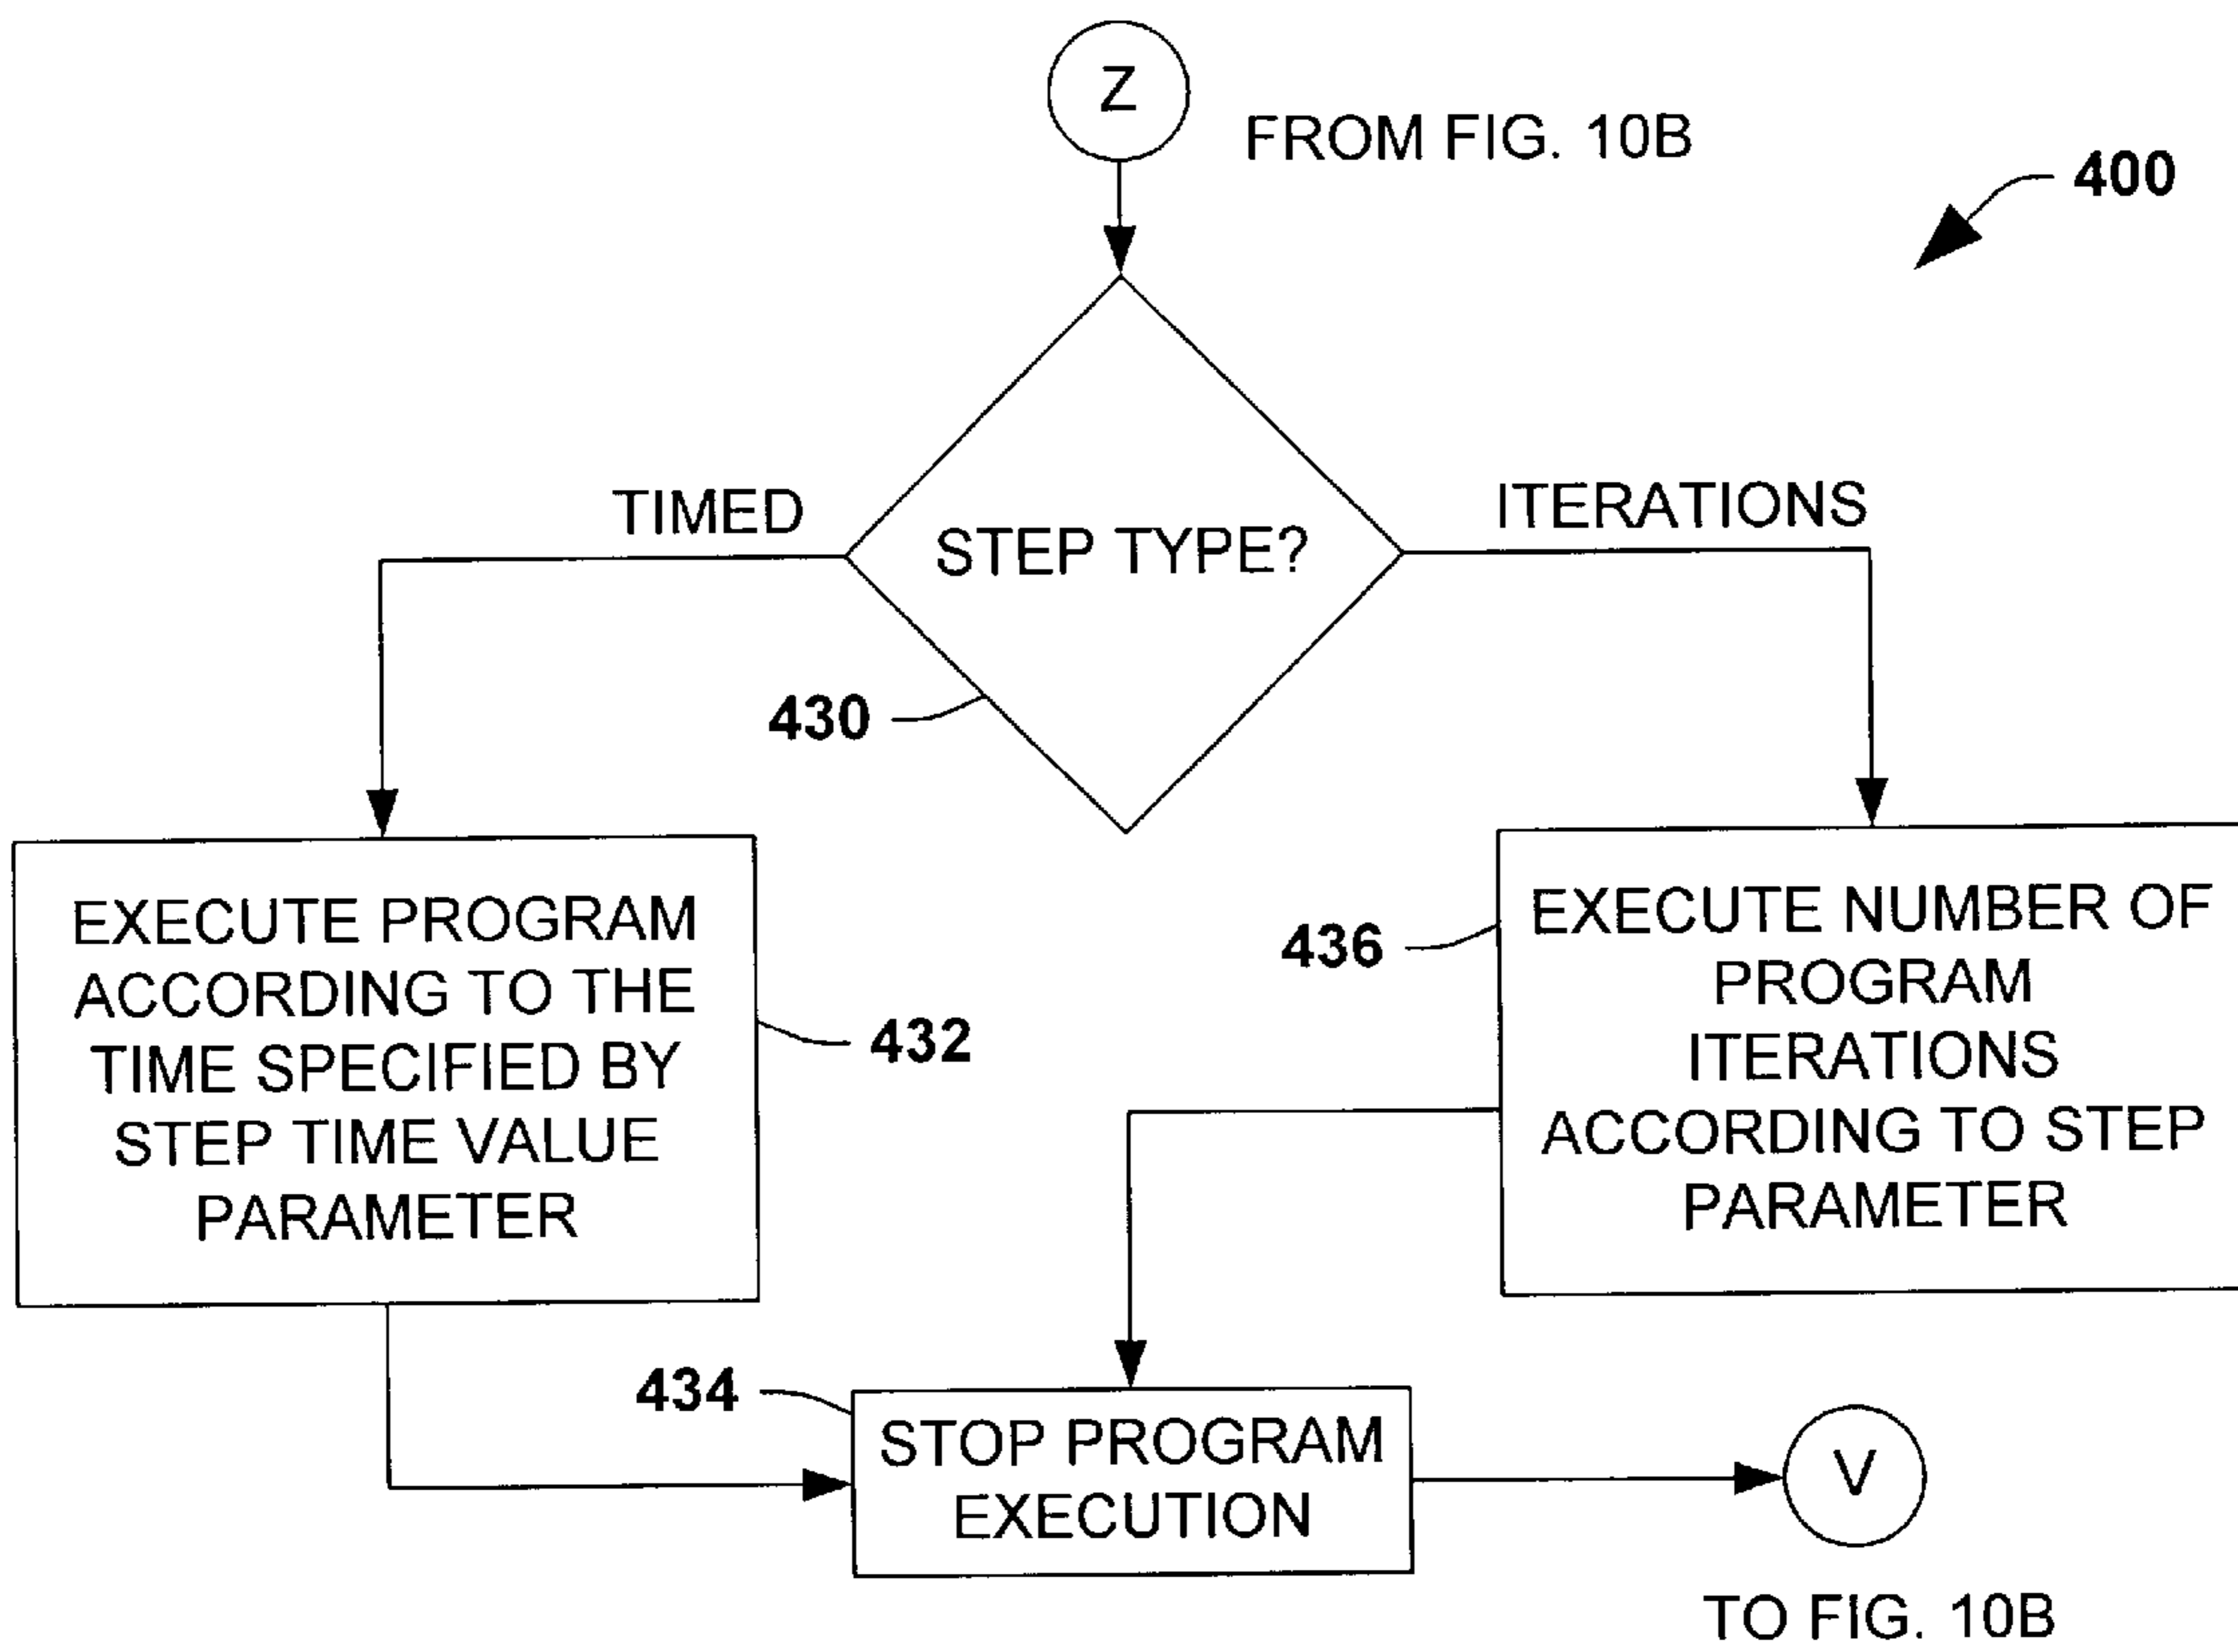 Z
FROM FIG. 10B
400
TIMED
STEP TYPE?
ITERATIONS
430
EXECUTE PROGRAM
ACCORDING TO THE
TIME SPECIFIED BY
STEP TIME VALUE
PARAMETER
432
436
EXECUTE NUMBER OF
PROGRAM
ITERATIONS
ACCORDING TO STEP
PARAMETER
434
STOP PROGRAM
EXECUTION
V
TO FIG. 10B